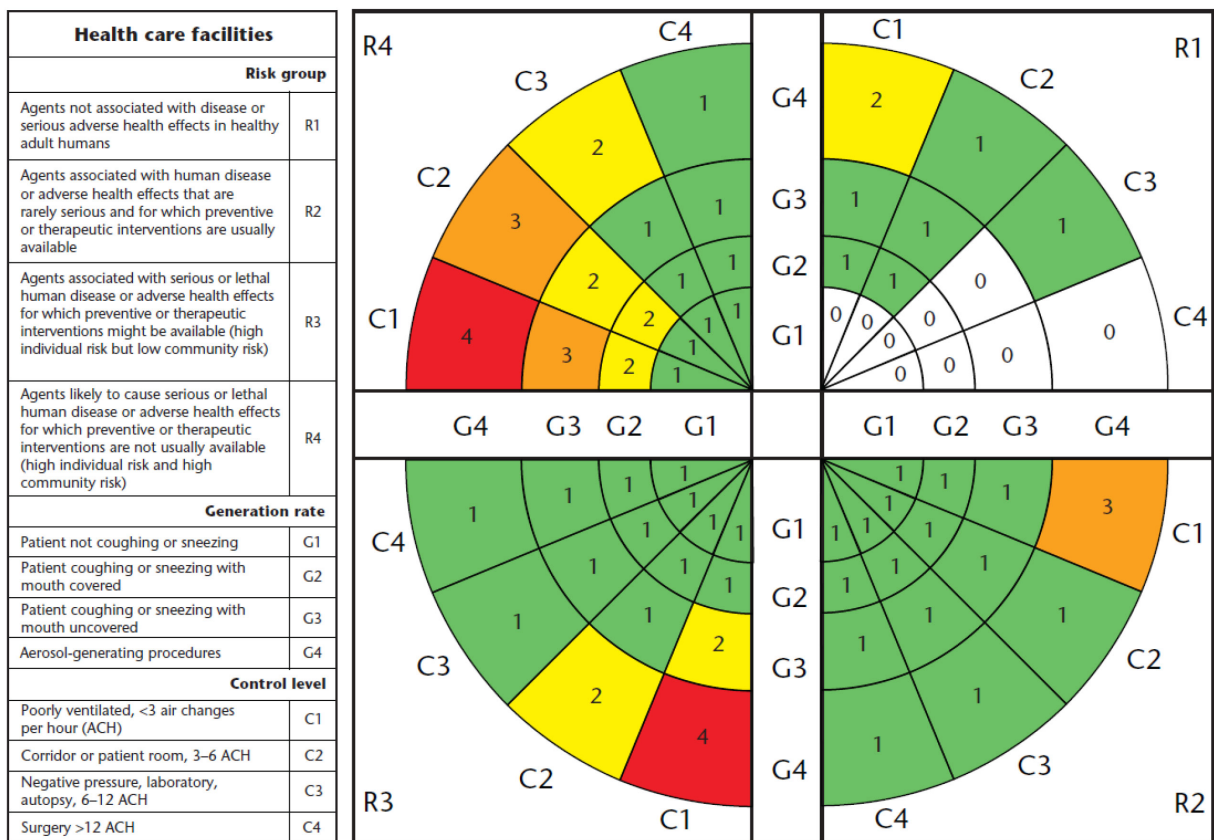 Health care facilities
Risk group
Agents not associated with disease or
serious adverse health effects in healthy
adult humans
R1
Agents associated with human disease
or adverse health effects that are
rarely serious and for which preventive
or therapeutic interventions are usually
available
R2
Agents associated with serious or lethal
human disease or adverse health effects
for which preventive or therapeutic
interventions might be available (high
individual risk but low community risk)
R3
Agents likely to cause serious or lethal
human disease or adverse health effects
for which preventive or therapeutic
interventions are not usually available
(high individual risk and high
community risk)
R4
Generation rate
Patient not coughing or sneezing G1
Patient coughing or sneezing with
mouth covered
G2
Patient coughing or sneezing with
mouth uncovered
G3
Aerosol-generating procedures G4
Control level
Poorly ventilated, <3 air changes
per hour (ACH)
C1
Corridor or patient room, 3–6 ACH C2
Negative pressure, laboratory,
autopsy, 6–12 ACH
C3
Surgery >12 ACH C4
R4
C4
C3
C2
C1
1
2
3
4
1
1
2
3
1
1
2
2
1
1
1
1
G4
G3
G2
G1
R1
C1
C2
C3
C4
2
1
1
0
1
1
0
0
1
1
0
0
0
0
0
0
G4 G3 G2 G1
G1 G2 G3 G4
R3
C4
C3
C2
C1
1
1
1
1
1
1
1
1
1
1
1
1
1
2
2
4
G1
G2
G3
G4
R2
C1
C2
C3
C4
1
1
1
3
1
1
1
1
1
1
1
1
1
1
1
1